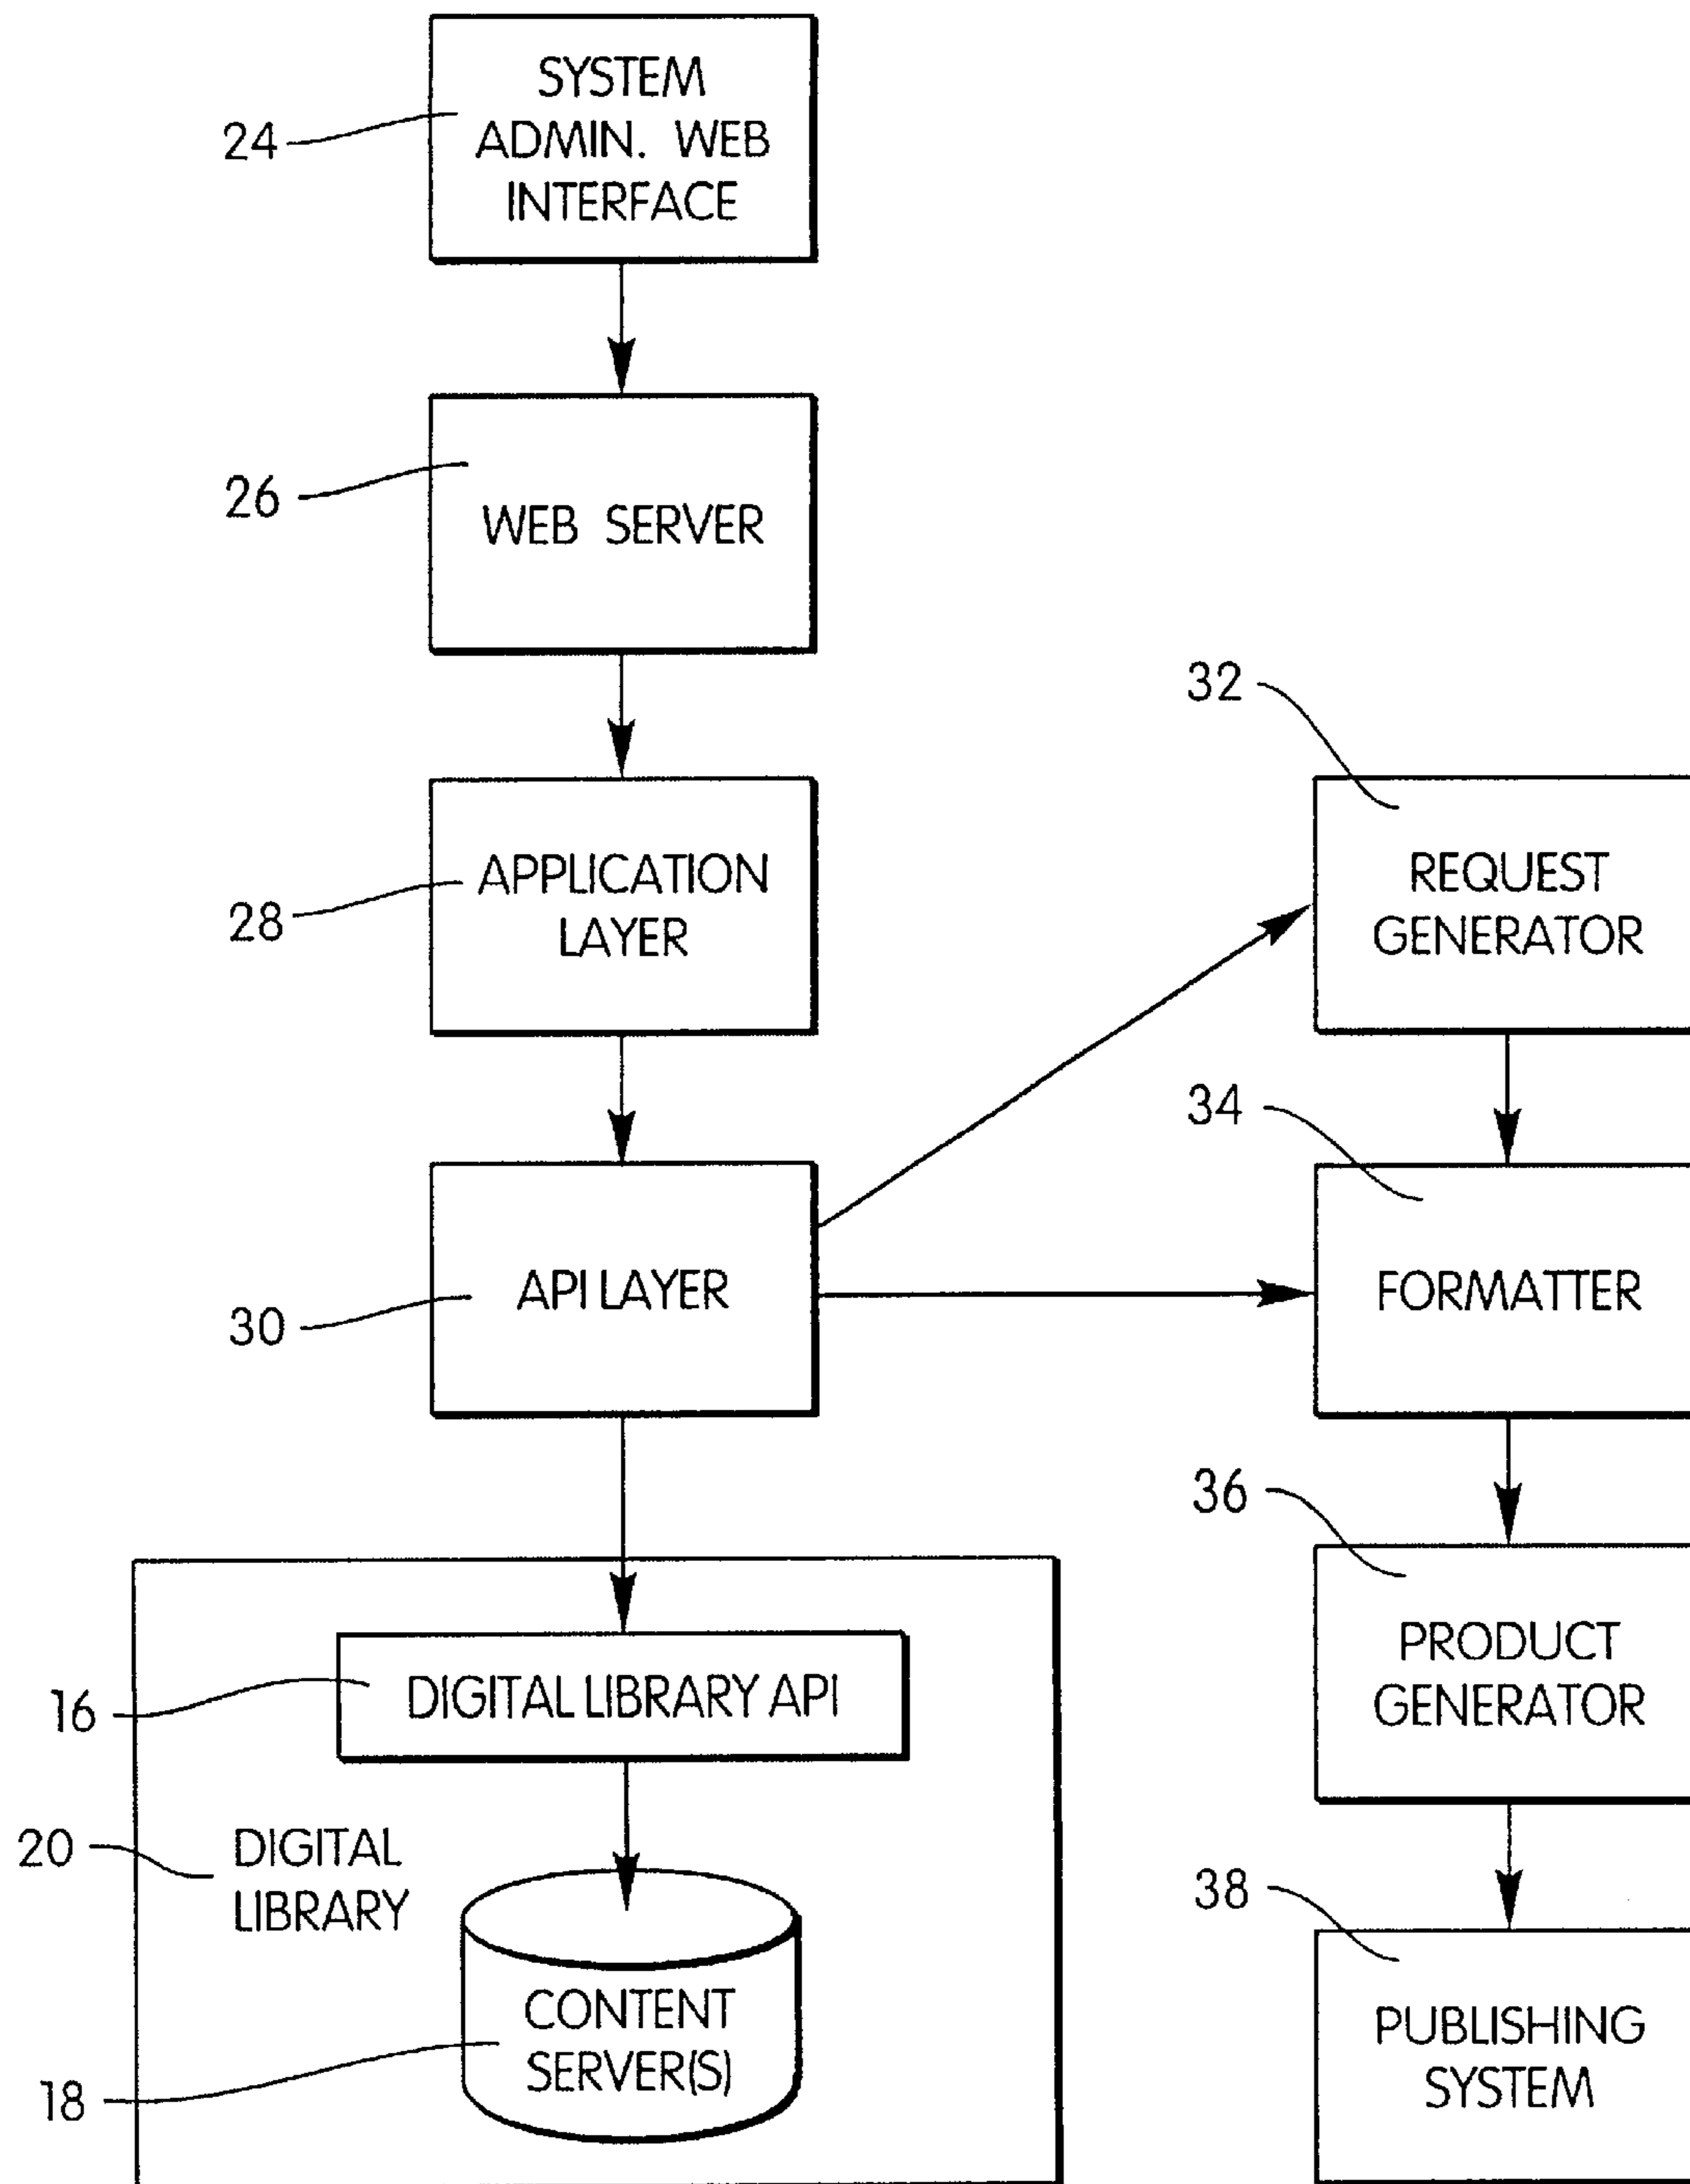 SYSTEM
ADMIN. WEB
INTERFACE
24
WEB SERVER
26
APPLICATION
LAYER
28
API LAYER
30
32
REQUEST
GENERATOR
34
FORMATTER
36
PRODUCT
GENERATOR
38
PUBLISHING
SYSTEM
16
DIGITAL LIBRARY API
20
DIGITAL
LIBRARY
CONTENT
SERVER(S)
18